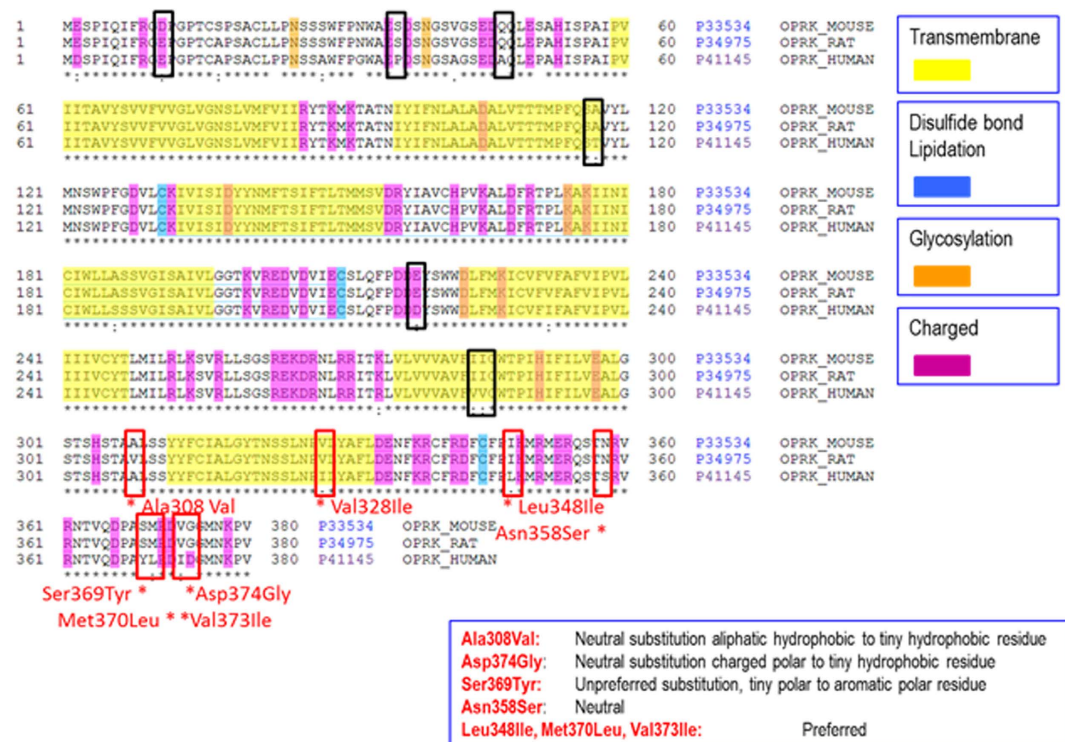 1 MESPIQIFRGDPGPTCSPSACLLPNSSSWFPNWAESDSNGSVGSEDQQLESAHISPAIPV 60 P33534 OPRK_MOUSE
1 MESPIQIFRGEPGPTCAPSACLLPNSSSWFPNWAESDSNGSVGSEDQQLEPAHISPAIPV 60 P34975 OPRK_RAT
1 MDSPIQIFRGEPGPTCAPSACLPPNSSAWFPGWAEPDSNGSAGSEDAQLEPAHISPAIPV 60 P41145 OPRK_HUMAN
61 IITAVYSVVFVVGLVGNSLVMFVIIRYTKMKTATNIYIFNLALADALVTTTMPFQSAVYL 120 P33534 OPRK_MOUSE
61 IITAVYSVVFVVGLVGNSLVMFVIIRYTKMKTATNIYIFNLALADALVTTTMPFQSAVYL 120 P34975 OPRK_RAT
61 IITAVYSVVFVVGLVGNSLVMFVIIRYTKMKTATNIYIFNLALADALVTTTMPFQSTVYL 120 P41145 OPRK_HUMAN
121 MNSWPFGDVLCKIVISIDYYNMFTSIFTLTMMSVDRYIAVCHPVKALDFRTPLKAKIINI 180 P33534 OPRK_MOUSE
121 MNSWPFGDVLCKIVISIDYYNMFTSIFTLTMMSVDRYIAVCHPVKALDFRTPLKAKIINI 180 P34975 OPRK_RAT
121 MNSWPFGDVLCKIVISIDYYNMFTSIFTLTMMSVDRYIAVCHPVKALDFRTPLKAKIINI 180 P41145 OPRK_HUMAN
181 CIWLLASSVGISAIVLGGTKVREDVDVIECSLQFPDDEYSWWDLFMKICVFVFAFVIPVL 240 P33534 OPRK_MOUSE
181 CIWLLASSVGISAIVLGGTKVREDVDVIECSLQFPDDEYSWWDLFMKICVFVFAFVIPVL 240 P34975 OPRK_RAT
181 CIWLLASSVGISAIVLGGTKVREDVDVIECSLQFPDDDYSWWDLFMKICVFIFAFVIPVL 240 P41145 OPRK_HUMAN
241 IIIVCYTLMILRLKSVRLLSGSREKDRNLRRITKLVLVVVAVFIICWTPIHIFILVEALG 300 P33534 OPRK_MOUSE
241 IIIVCYTLMILRLKSVRLLSGSREKDRNLRRITKLVLVVVAVFIICWTPIHIFILVEALG 300 P34975 OPRK_RAT
241 IIIVCYTLMILRLKSVRLLSGSREKDRNLRRITRLVLVVVAVFVVCWTPIHIFILVEALG 300 P41145 OPRK_HUMAN
301 STSHSTAALSSYYFCIALGYTNSSLNPVLYAFLDENFKRCFRDFCFPIKMRMERQSTNRV 360 P33534 OPRK_MOUSE
301 STSHSTAVLSSYYFCIALGYTNSSLNPVLYAFLDENFKRCFRDFCFPIKMRMERQSTNRV 360 P34975 OPRK_RAT
301 STSHSTAALSSYYFCIALGYTNSSLNPILYAFLDENFKRCFRDFCFPLKMRMERQSTSRV 360 P41145 OPRK_HUMAN
* Ala308 Val * Val328Ile * Leu348Ile
Asn358Ser *
361 RNTVQDPASMRDVGGMNKPV 380 P33534 OPRK_MOUSE
361 RNTVQDPASMRDVGGMNKPV 380 P34975 OPRK_RAT
361 RNTVQDPAYLRDIDGMNKPV 380 P41145 OPRK_HUMAN
Ser369Tyr * *Asp374Gly
Met370Leu * *Val373Ile
Transmembrane
Disulfide bond
Lipidation
Glycosylation
Charged
Ala308Val: Neutral substitution aliphatic hydrophobic to tiny hydrophobic residue
Asp374Gly: Neutral substitution charged polar to tiny hydrophobic residue
Ser369Tyr: Unpreferred substitution, tiny polar to aromatic polar residue
Asn358Ser: Neutral
Leu348Ile, Met370Leu, Val373Ile: Preferred